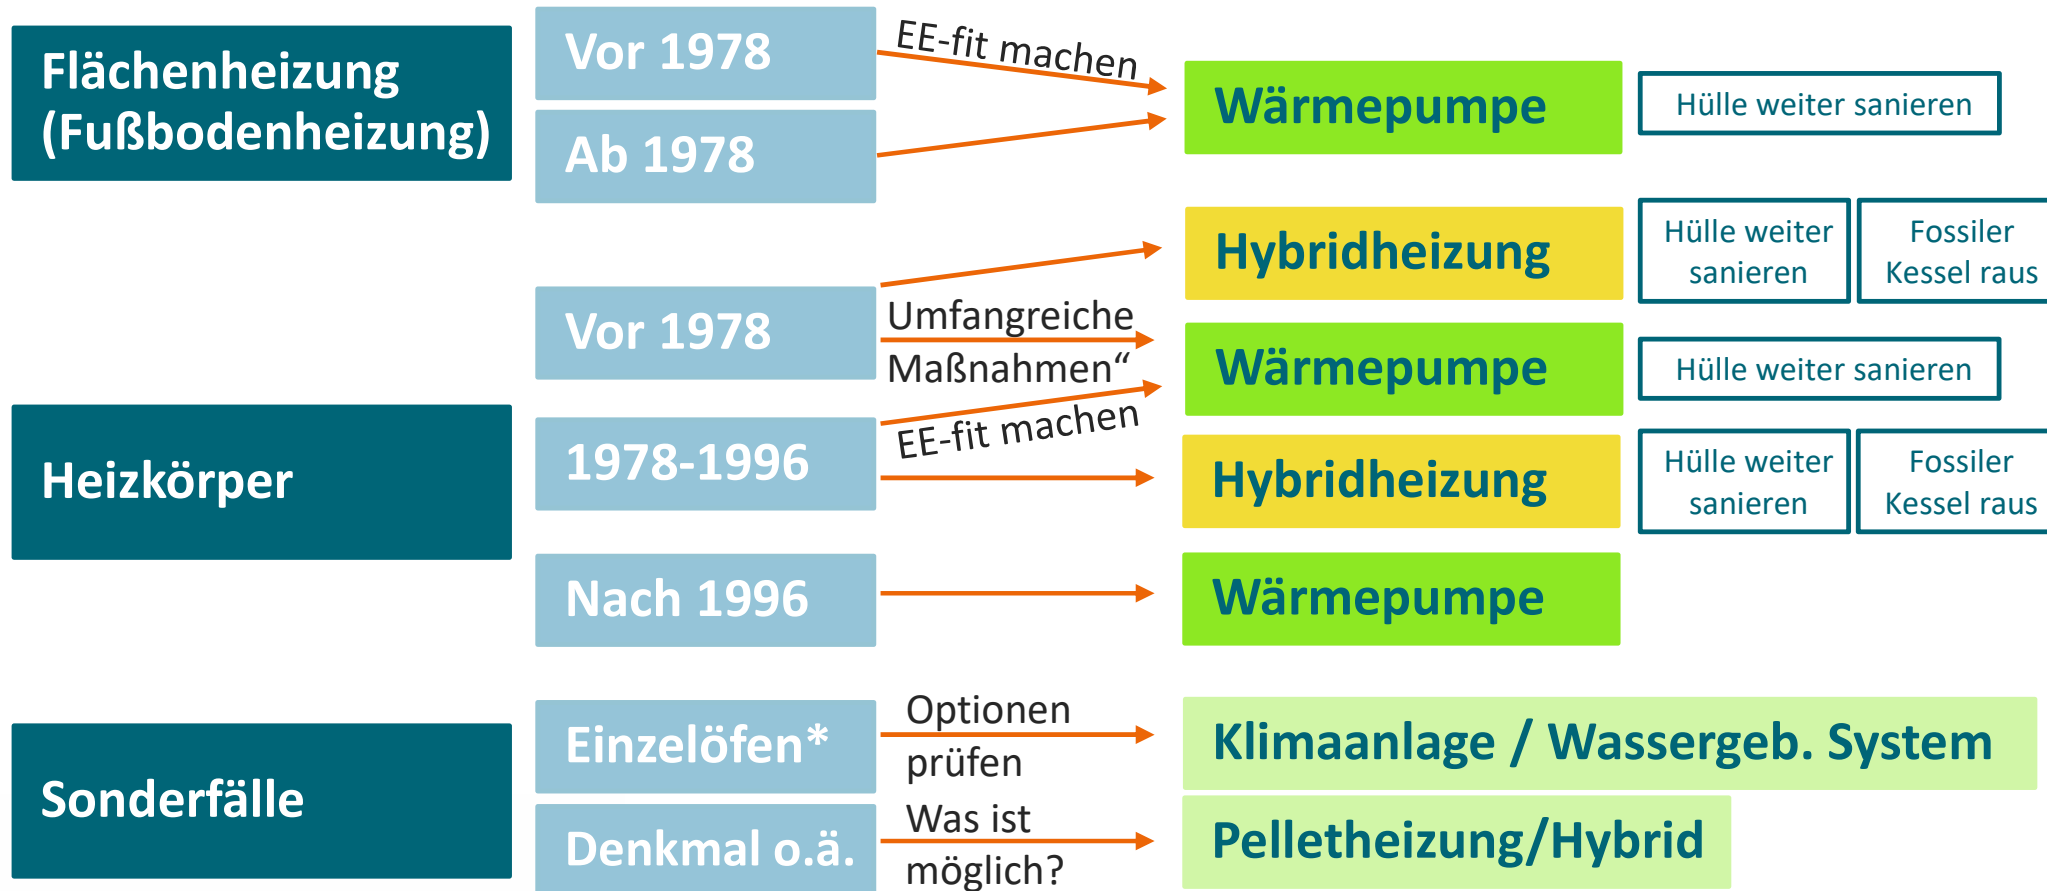 Flächenheizung
(Fußbodenheizung)
Vor 1978
EE-fit machen
Ab 1978
Wärmepumpe
Hülle weiter sanieren
Heizkörper
Vor 1978
Umfangreiche
Maßnahmen“
Hybridheizung
Hülle weiter
sanieren
Fossiler
Kessel raus
Wärmepumpe
Hülle weiter sanieren
1978-1996
EE-fit machen
Hybridheizung
Hülle weiter
sanieren
Fossiler
Kessel raus
Nach 1996
Wärmepumpe
Sonderfälle
Einzelöfen*
Optionen
prüfen
Klimaanlage / Wassergeb. System
Denkmal o.ä.
Was ist
möglich?
Pelletheizung/Hybrid